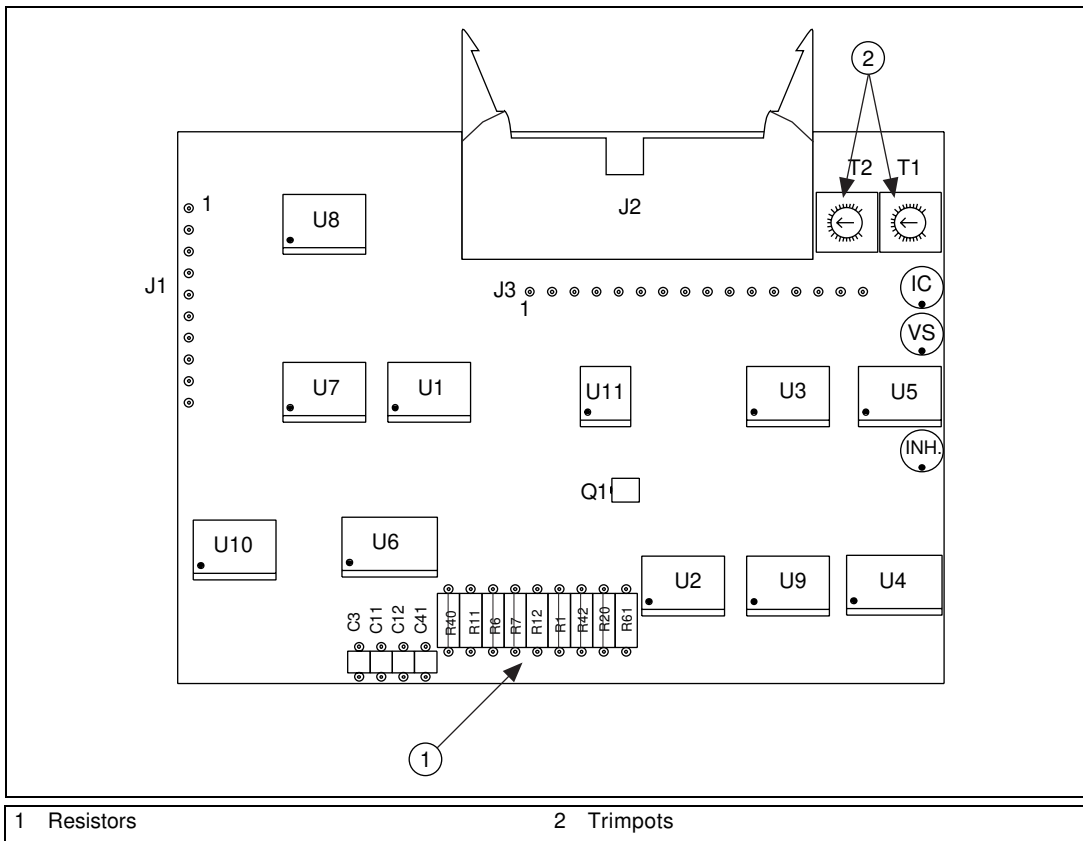 2
T2 T1
1
U8
J2
J1
J3
1
IC
VS
U7
U1
U11
U3
U5
INH.
Q1
U10
U6
U2
U9
U4
C3
C11
C12
C41
R40
R11
R6
R7
R12
R1
R42
R20
R61
1
1 Resistors 2 Trimpots